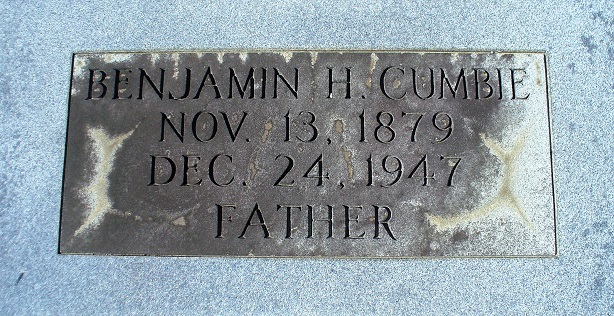 BENJAMIN H. CUMBIE
NOV. 13, 1879
DEC. 24, 1947
FATHER